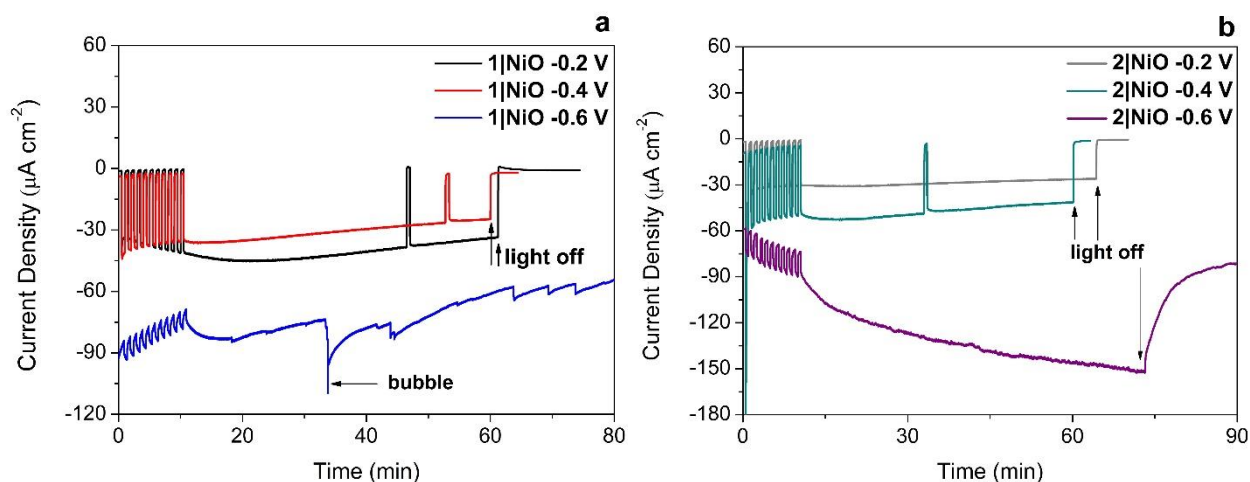 a
1|NiO -0.2 V
1|NiO -0.4 V
1|NiO -0.6 V
60
30
0
-30
-60
-90
-120
Current Density (μA cm-2)
light off
bubble
0
20
40
60
80
Time (min)
b
2|NiO -0.2 V
2|NiO -0.4 V
2|NiO -0.6 V
60
30
0
-30
-60
-90
-120
-150
-180
Current Density (μA cm-2)
light off
0
30
60
90
Time (min)